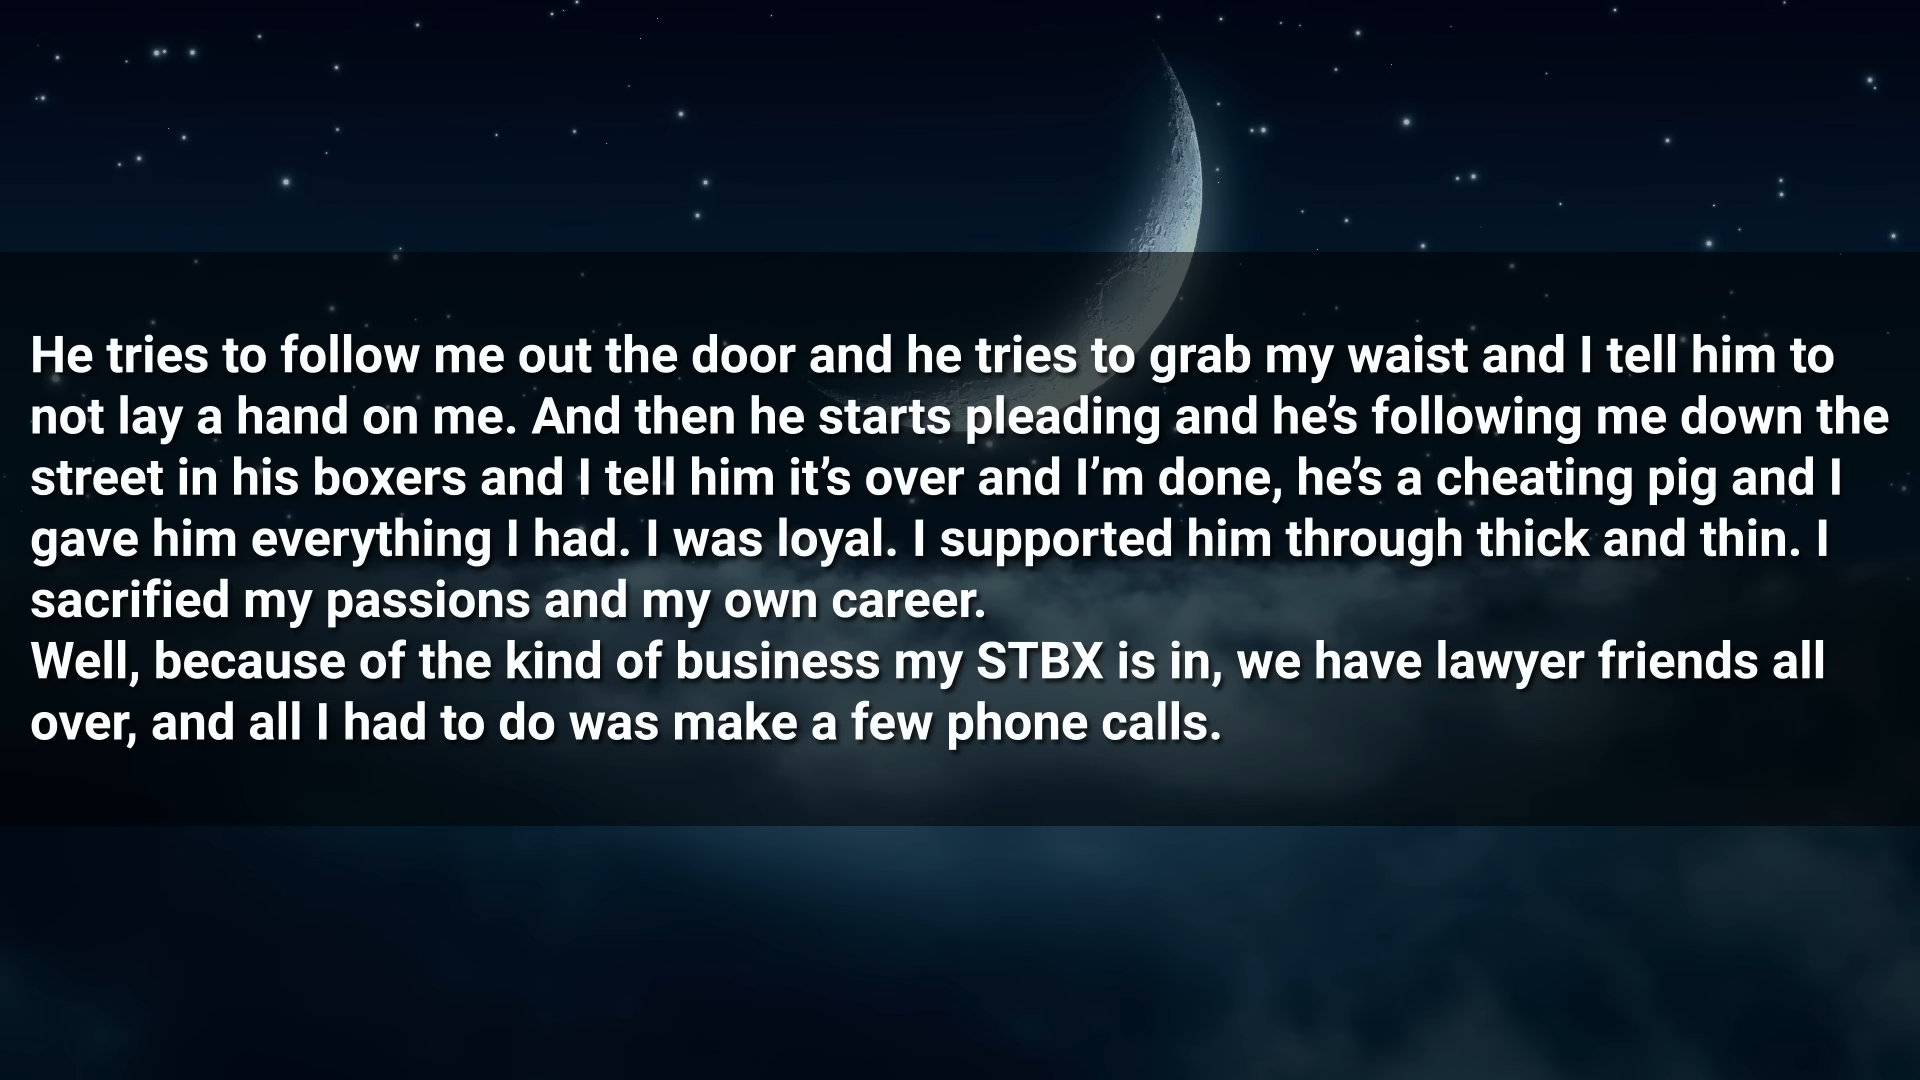 He tries to follow me out the door and he tries to grab my waist and I tell him to
not lay a hand on me. And then he starts pleading and he’s following me down the
street in his boxers and I tell him it’s over and I’m done, he’s a cheating pig and I
gave him everything I had. I was loyal. I supported him through thick and thin. I
sacrified my passions and my own career.
Well, because of the kind of business my STBX is in, we have lawyer friends all
over, and all I had to do was make a few phone calls.